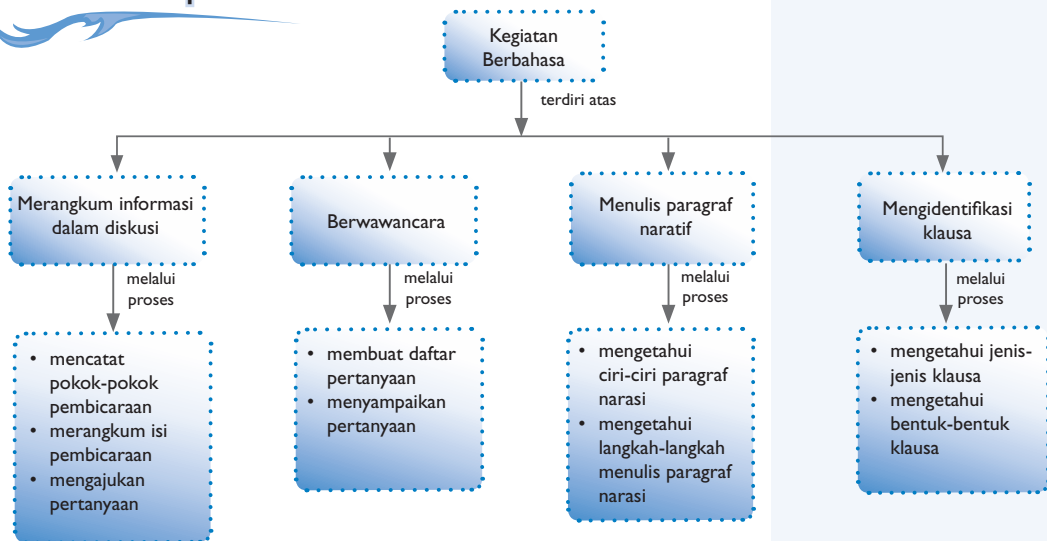 Kegiatan
Berbahasa
terdiri atas
Merangkum informasi
dalam diskusi
Berwawancara
Menulis paragraf
naratif
Mengidentifikasi
klausa
melalui
proses
melalui
proses
melalui
proses
melalui
proses
• mencatat
pokok-pokok
pembicaraan
• merangkum isi
pembicaraan
• mengajukan
pertanyaan
• membuat daftar
pertanyaan
• menyampaikan
pertanyaan
• mengetahui
ciri-ciri paragraf
narasi
• mengetahui
langkah-langkah
menulis paragraf
narasi
• mengetahui jenis-
jenis klausa
• mengetahui
bentuk-bentuk
klausa